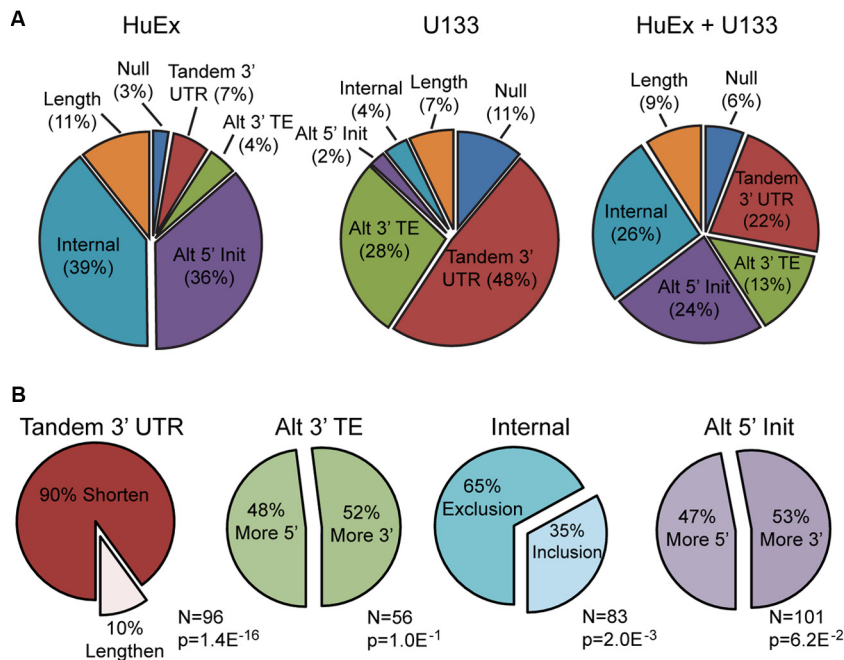 A
HuEx
U133
HuEx + U133
Null
(3%)
Tandem 3'
UTR (7%)
Length
(11%)
Alt 3' TE
(4%)
Internal
(39%)
Alt 5' Init
(36%)
Internal
(4%)
Length
(7%)
Null
(11%)
Alt 5' Init
(2%)
Alt 3' TE
(28%)
Tandem 3'
UTR (48%)
Length
(9%)
Null
(6%)
Tandem
3' UTR
(22%)
Internal
(26%)
Alt 3' TE
(13%)
Alt 5' Init
(24%)
B
Tandem 3' UTR
Alt 3' TE
Internal
Alt 5' Init
90% Shorten
10%
Lengthen
N=96
p=1.4E-16
48%
More 5'
52%
More 3'
N=56
p=1.0E-1
65%
Exclusion
35%
Inclusion
N=83
p=2.0E-3
47%
More 5'
53%
More 3'
N=101
p=6.2E-2